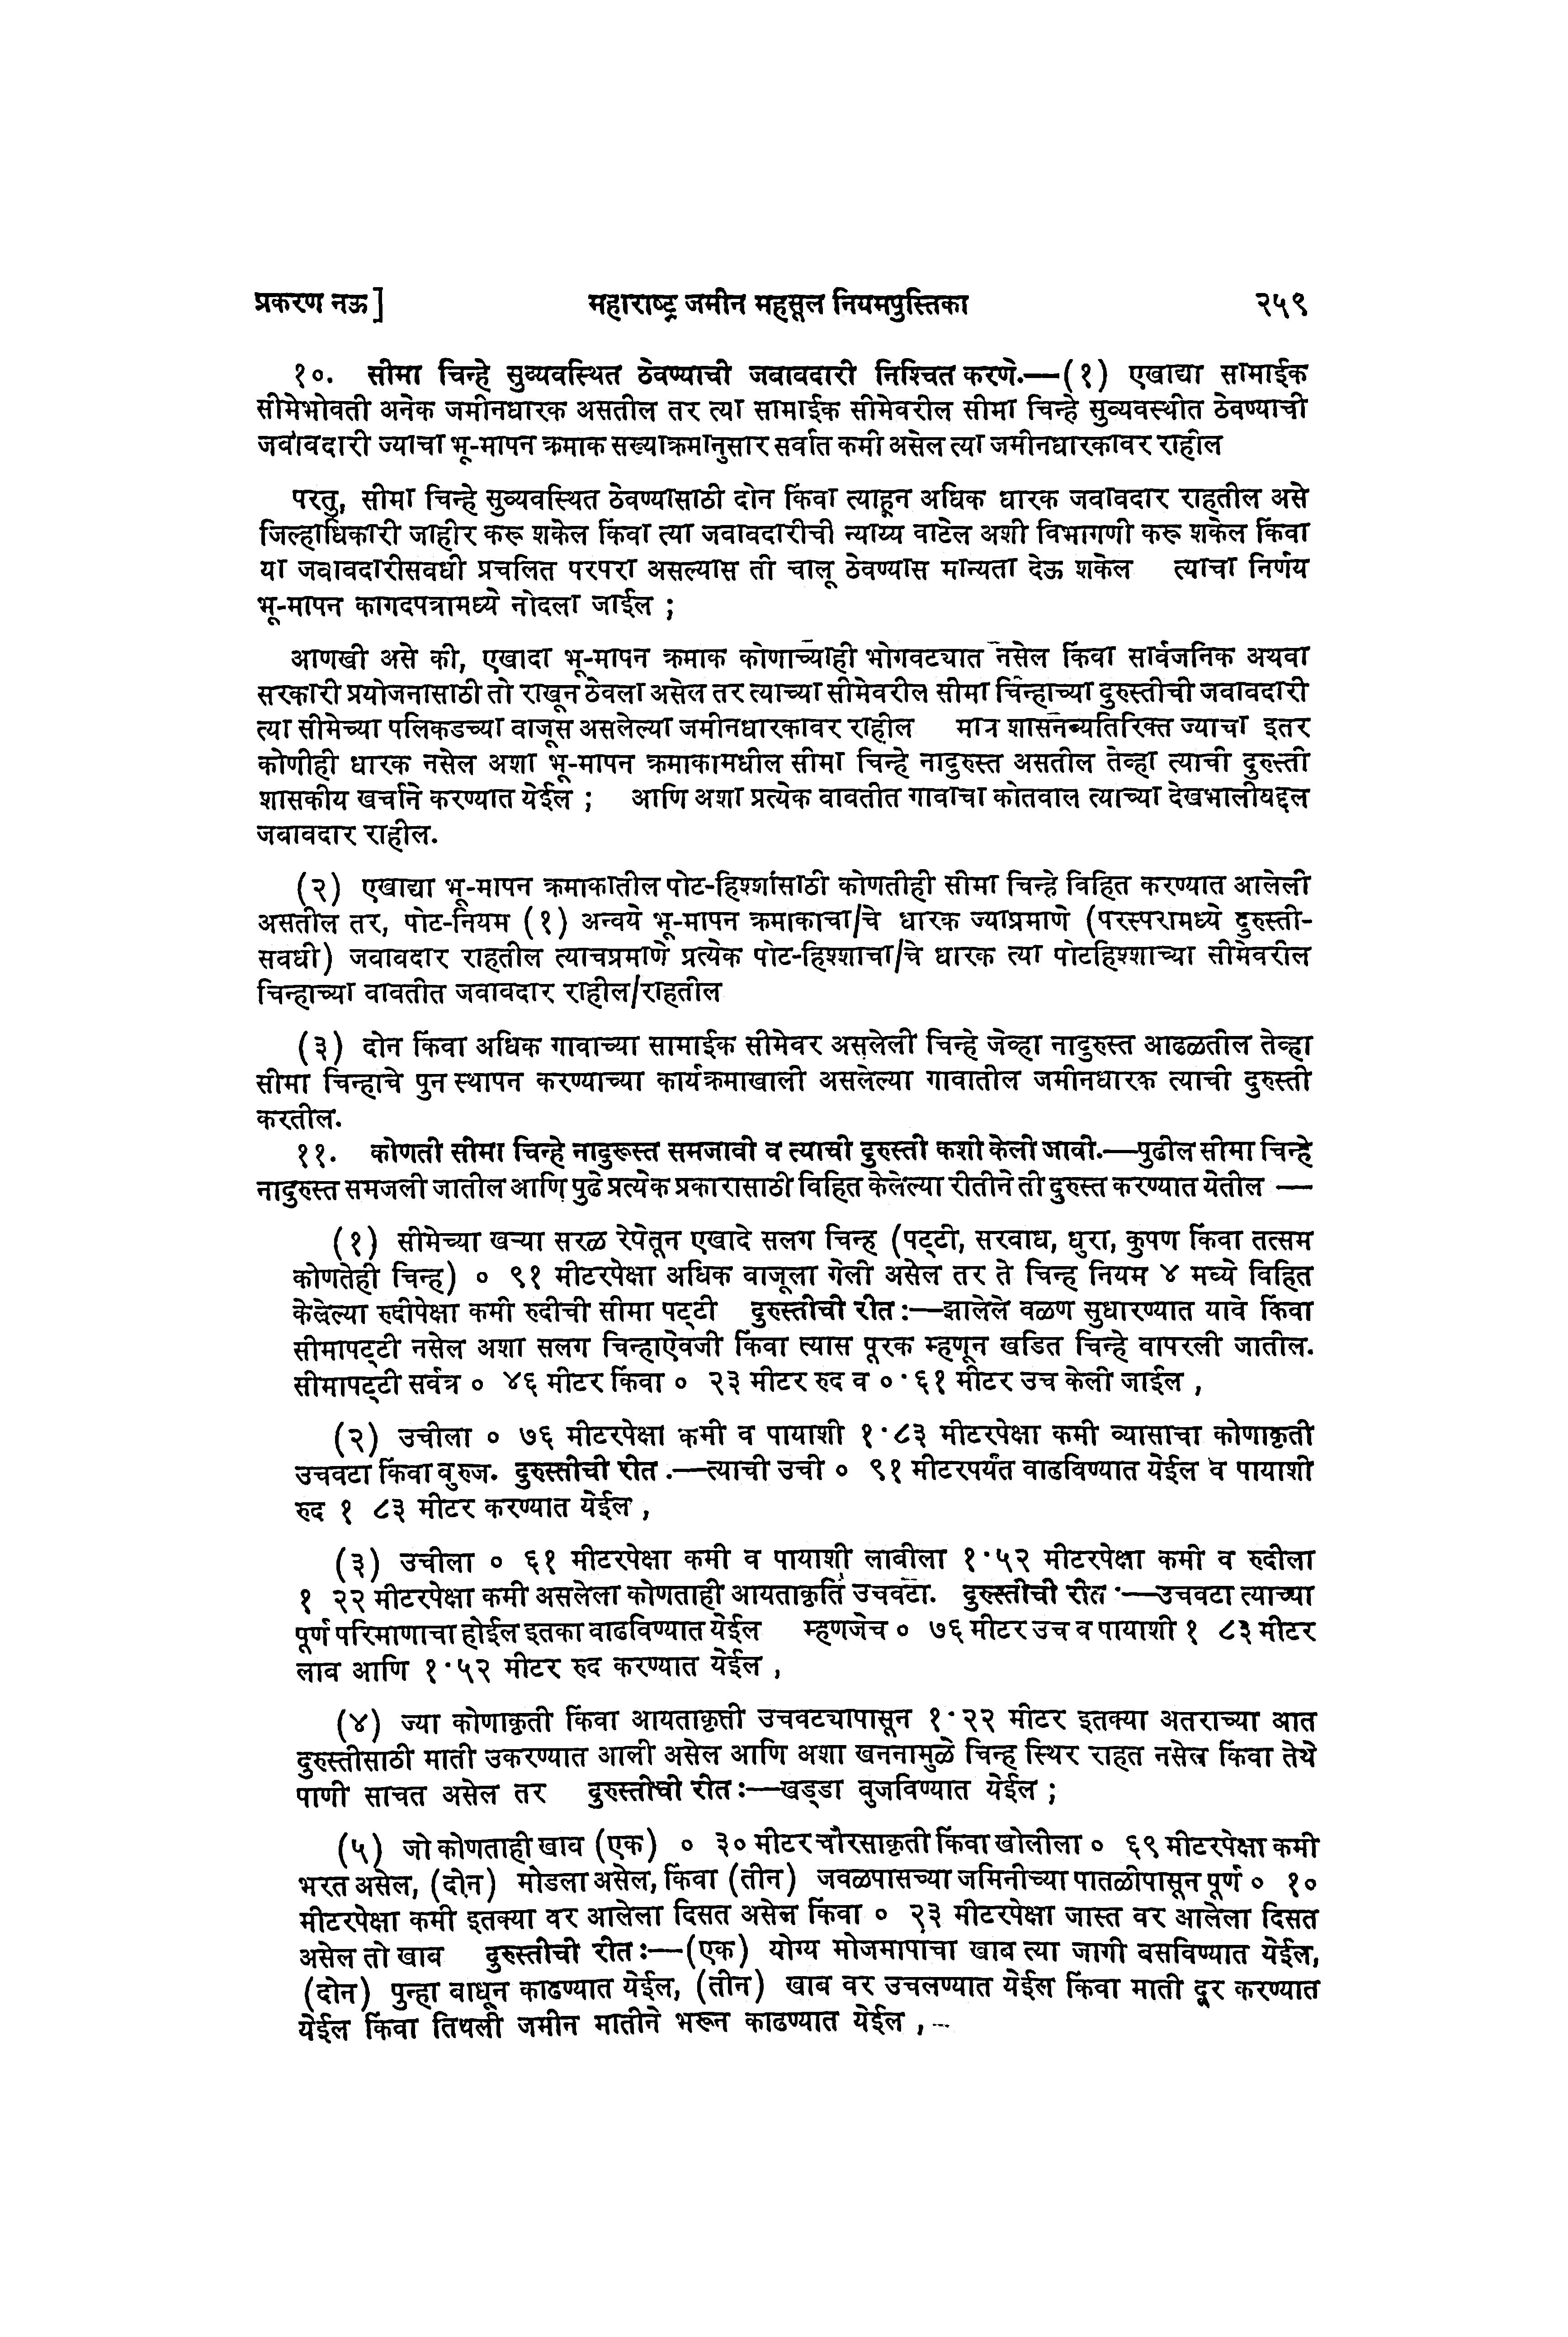 प्रकरण नऊ] महाराष्ट्र जमीन महसूल नियमपुस्तिका २५९
१०. सीमा चिन्हे सुव्यवस्थित ठेवण्याची जबाबदारी निश्चित करणे.—(१) एखाद्या सामाईक
सीमेभोवती अनेक जमीनधारक असतील तर त्या सामाईक सीमेवरील सीमा चिन्हे सुव्यवस्थीत ठेवण्याची
जवाबदारी ज्याचा भू-मापन क्रमाक सख्याक्रमानुसार सर्वात कमी असेल त्या जमीनधारकावर राहील
परतु, सीमा चिन्हे सुव्यवस्थित ठेवण्यासाठी दोन किंवा त्याहून अधिक धारक जवाबदार राहतील असे
जिल्हाधिकारी जाहीर करू शकेल किंवा त्या जवाबदारीची न्याय्य वाटेल अशी विभागणी करू शकेल किंवा
या जवाबदारीसवधी प्रचलित परपरा असल्यास ती चालू ठेवण्यास मान्यता देऊ शकेल त्याचा निर्णय
भू-मापन कागदपत्रामध्ये नोदला जाईल ;
आणखी असे की, एखादा भू-मापन क्रमाक कोणाच्याही भोगवट्यात नसेल किंवा सार्वजनिक अथवा
सरकारी प्रयोजनासाठी तो राखून ठेवला असेल तर त्याच्या सीमेवरील सीमा चिन्हाच्या दुरुस्तीची जवाबदारी
त्या सीमेच्या पलिकडच्या वाजूस असलेल्या जमीनधारकावर राहील मात्र शासनव्यतिरिक्त ज्याचा इतर
कोणीही धारक नसेल अशा भू-मापन क्रमाकामधील सीमा चिन्हे नादुरुस्त असतील तेव्हा त्याची दुरुस्ती
शासकीय खर्चाने करण्यात येईल ; आणि अशा प्रत्येक वावतीत गावाचा कोतवाल त्याच्या देखभालीवद्दल
जबाबदार राहील.
(२) एखाद्या भू-मापन क्रमाकातील पोट-हिश्शांसाठी कोणतीही सीमा चिन्हे विहित करण्यात आलेली
असतील तर, पोट-नियम (१) अन्वये भू-मापन क्रमाकाचा/चे धारक ज्याप्रमाणे (परस्परामध्ये दुरुस्ती-
सवधी) जवाबदार राहतील त्याचप्रमाणे प्रत्येक पोट-हिश्शाचा/चे धारक त्या पोटहिश्शाच्या सीमेवरील
चिन्हाच्या वावतीत जवाबदार राहील/राहतील
(३) दोन किंवा अधिक गावाच्या सामाईक सीमेवर असलेली चिन्हे जेव्हा नादुरुस्त आढळतील तेव्हा
सीमा चिन्हाचे पुन स्थापन करण्याच्या कार्यक्रमाखाली असलेल्या गावातील जमीनधारक त्याची दुरुस्ती
करतील.
११. कोणती सीमा चिन्हे नादुरूस्त समजावी व त्याची दुरुस्ती कशी केली जावी.—पुढील सीमा चिन्हे
नादुरुस्त समजली जातील आणि पुढे प्रत्येक प्रकारासाठी विहित केलेल्या रीतीने ती दुरुस्त करण्यात येतील —
(१) सीमेच्या खऱ्या सरळ रेपेतून एखादे सलग चिन्ह (पट्टी, सरवाध, धुरा, कुपण किंवा तत्सम
कोणतेही चिन्ह) ० ९१ मीटरपेक्षा अधिक वाजूला गेली असेल तर ते चिन्ह नियम ४ मध्ये विहित
केलेल्या रुदीपेक्षा कमी रुदीची सीमा पट्टी दुरुस्तीची रीत:—झालेले वळण सुधारण्यात यावे किंवा
सीमापट्टी नसेल अशा सलग चिन्हाऐवजी किंवा त्यास पूरक म्हणून खडित चिन्हे वापरली जातील.
सीमापट्टी सर्वत्र ० ४६ मीटर किंवा ० २३ मीटर रुद व ०·६१ मीटर उच केली जाईल ,
(२) उचीला ० ७६ मीटरपेक्षा कमी व पायाशी १·८३ मीटरपेक्षा कमी व्यासाचा कोणाकृती
उचवटा किंवा वुरुज. दुरुस्तीची रीत .—त्याची उची ० ९१ मीटरपर्यंत वाढविण्यात येईल व पायाशी
रुद १ ८३ मीटर करण्यात येईल ,
(३) उचीला ० ६१ मीटरपेक्षा कमी व पायाशी लाबीला १·५२ मीटरपेक्षा कमी व रुदीला
१ २२ मीटरपेक्षा कमी असलेला कोणताही आयताकृति उचवटा. दुरुस्तीची रीत ·—उचवटा त्याच्या
पूर्ण परिमाणाचा होईल इतका वाढविण्यात येईल म्हणजेच ० ७६ मीटर उच व पायाशी १ ८३ मीटर
लाव आणि १·५२ मीटर रुद करण्यात येईल ,
(४) ज्या कोणाकृती किंवा आयताकृती उचवट्यापासून १·२२ मीटर इतक्या अतराच्या आत
दुरुस्तीसाठी माती उकरण्यात आली असेल आणि अशा खननामुळे चिन्ह स्थिर राहत नसेल किंवा तेथे
पाणी साचत असेल तर दुरुस्तीची रीत:—खड्डा वुजविण्यात येईल ;
(५) जो कोणताही खाव (एक) ० ३० मीटर चौरसाकृती किंवा खोलीला ० ६९ मीटरपेक्षा कमी
भरत असेल, (दोन) मोडला असेल, किंवा (तीन) जवळपासच्या जमिनीच्या पातळीपासून पूर्ण ० १०
मीटरपेक्षा कमी इतक्या वर आलेला दिसत असेल किंवा ० २३ मीटरपेक्षा जास्त वर आलेला दिसत
असेल तो खाव दुरुस्तीची रीत:—(एक) योग्य मोजमापाचा खाब त्या जागी बसविण्यात येईल,
(दोन) पुन्हा वाधून काढण्यात येईल, (तीन) खाब वर उचलण्यात येईल किंवा माती दूर करण्यात
येईल किंवा तिथली जमीन मातीने भरून काढण्यात येईल ,--